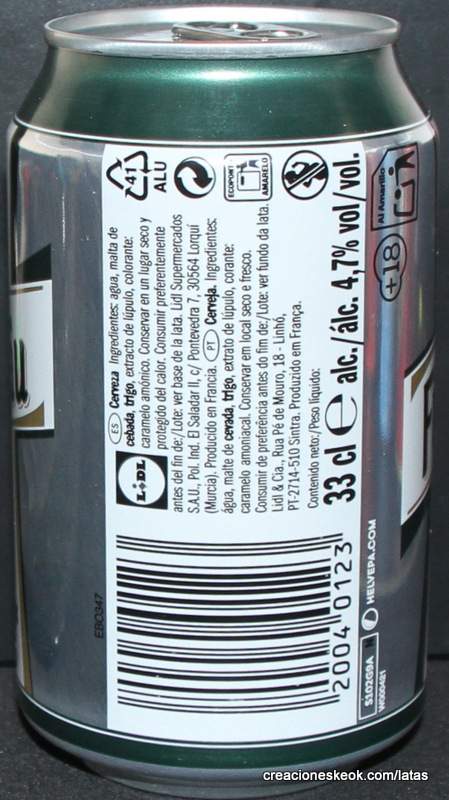 (ES) Cerveza Ingredientes: agua, malta de
cebada, trigo, extracto de lúpulo, colorante:
caramelo amónico. Conservar en un lugar seco y
protegido del calor. Consumir preferentemente
antes del fin de:/Lote: ver base de la lata. Lidl Supermercados
S.A.U., Pol. Ind. El Saladar II, c/ Pontevedra 7, 30564 Lorquí
(Murcia). Producido en Francia. (PT) Cerveja. Ingredientes:
água, malte de cevada, trigo, extrato de lúpulo, corante:
caramelo amoniacal. Conservar em local seco e fresco.
Consumir de preferência antes do fim de:/Lote: ver fundo da lata.
Lidl & Cia., Rua Pé de Mouro, 18 - Linhó,
PT-2714-510 Sintra. Produzido em França.
Contenido neto:/Peso líquido:
33 cl e alc./álc. 4,7% vol/vol.
LIDL
41
ALU
ECOPONTO
AMARELO
Al Amarillo
+18
2004 0123
EB0347
S102G9A
W000421
HELVEPA.COM
creacioneskeok.com/latas